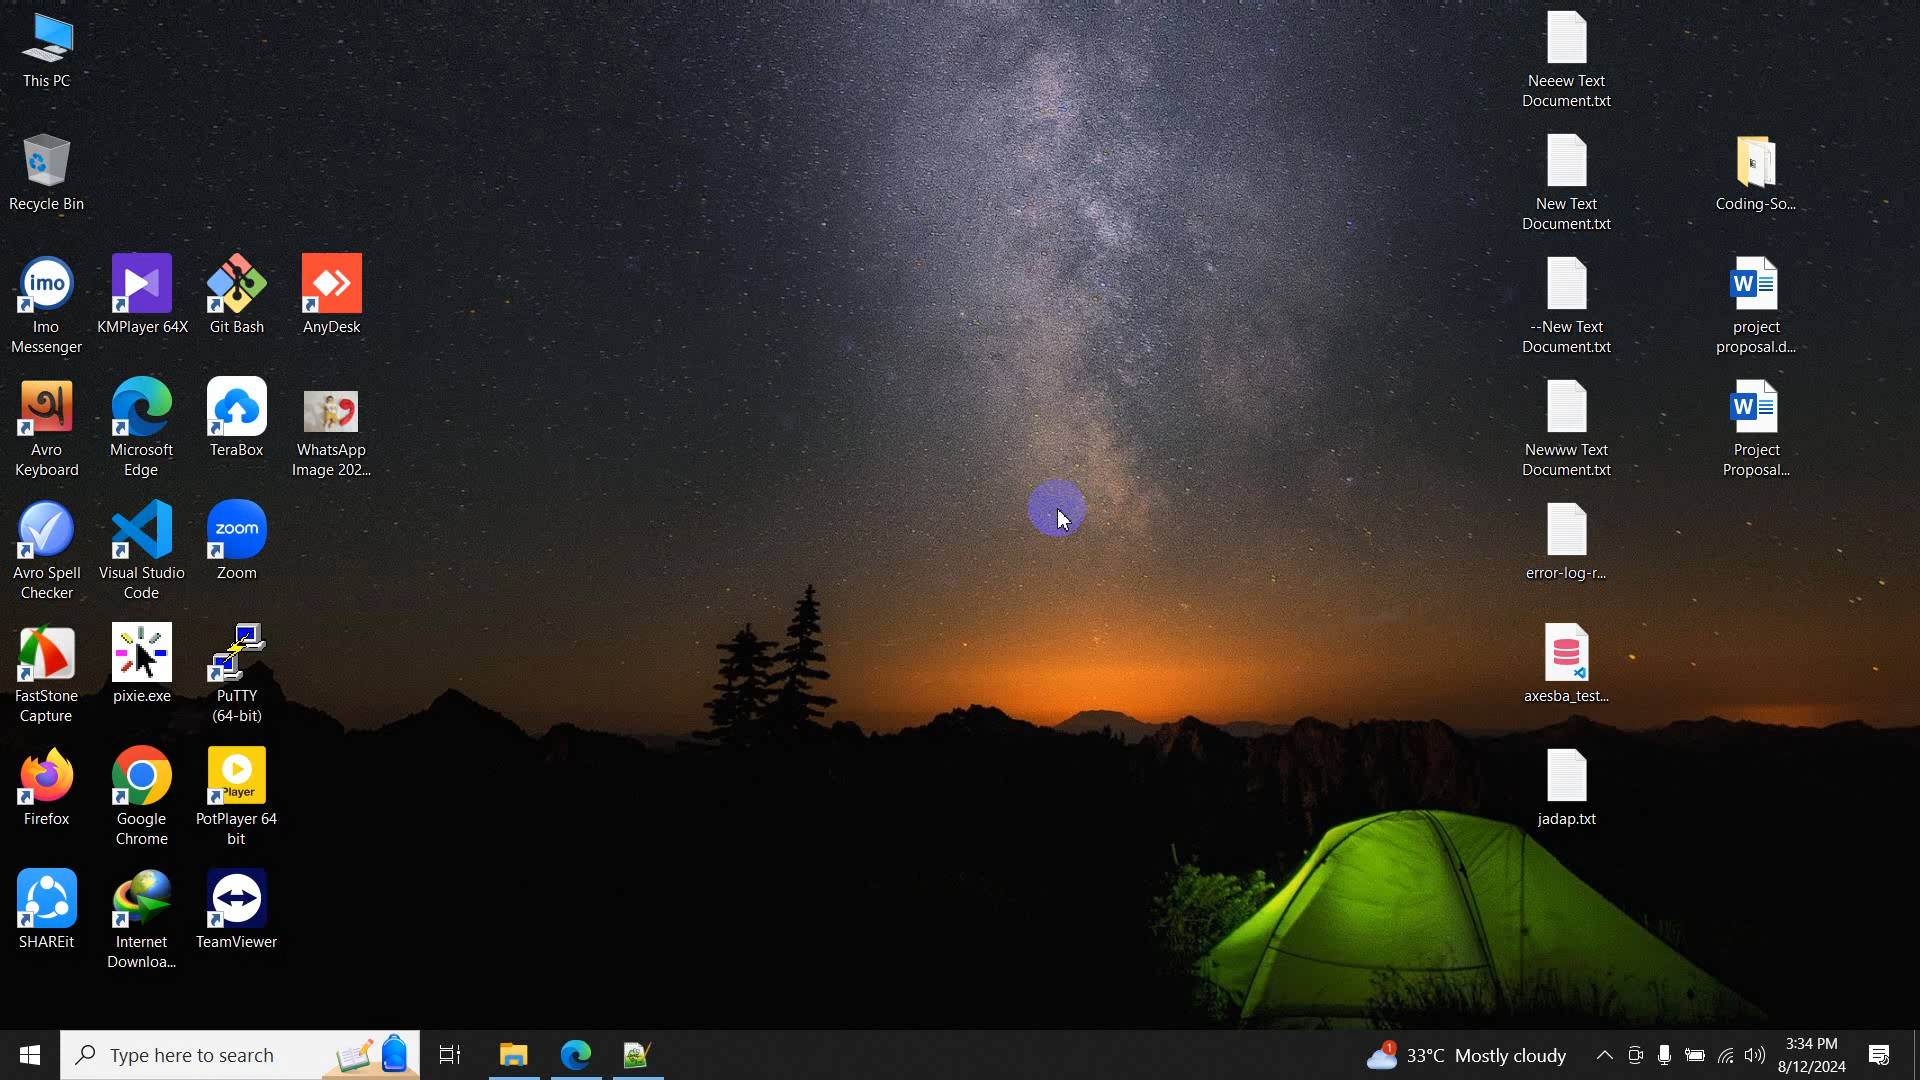 This PC
Recycle Bin
imo
Imo
Messenger
KMPlayer 64X
Git Bash
AnyDesk
অ
Avro
Keyboard
Microsoft
Edge
TeraBox
WhatsApp
Image 202...
Avro Spell
Checker
Visual Studio
Code
zoom
Zoom
FastStone
Capture
pixie.exe
PuTTY
(64-bit)
Firefox
Google
Chrome
Player
PotPlayer 64
bit
SHAREit
Internet
Downloa...
TeamViewer
Neeew Text
Document.txt
New Text
Document.txt
--New Text
Document.txt
Newww Text
Document.txt
error-log-r...
axesba_test...
jadap.txt
Coding-So...
W
project
proposal.d...
W
Project
Proposal...
Type here to search
1
33°C Mostly cloudy
3:34 PM
8/12/2024